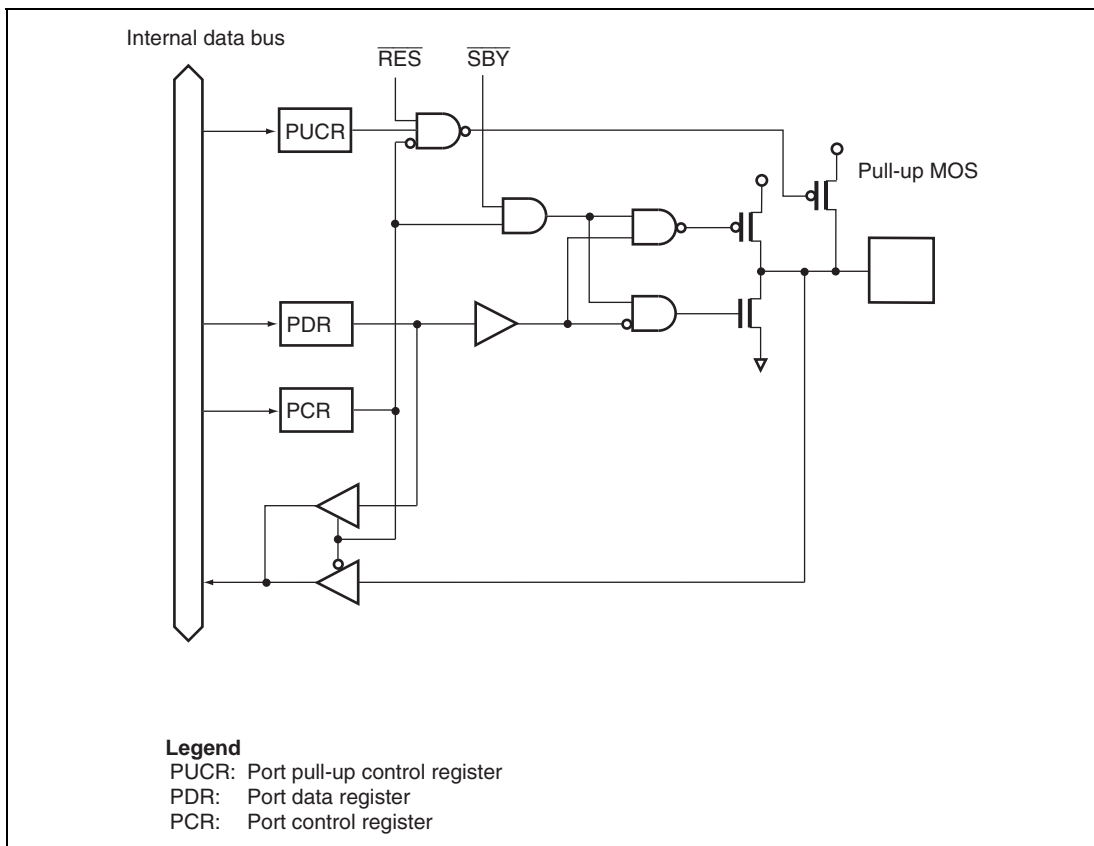 Internal data bus
RES
SBY
PUCR
Pull-up MOS
PDR
PCR
Legend
PUCR: Port pull-up control register
PDR: Port data register
PCR: Port control register